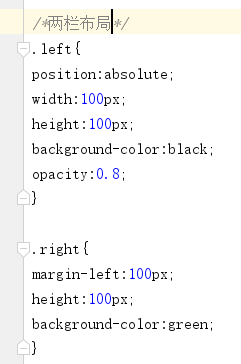 /*两栏布局*/
.left{
position:absolute;
width:100px;
height:100px;
background-color:black;
opacity:0.8;
}
.right{
margin-left:100px;
height:100px;
background-color:green;
}